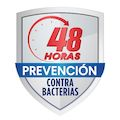 48
HORAS
PREVENCIÓN
CONTRA
BACTERIAS